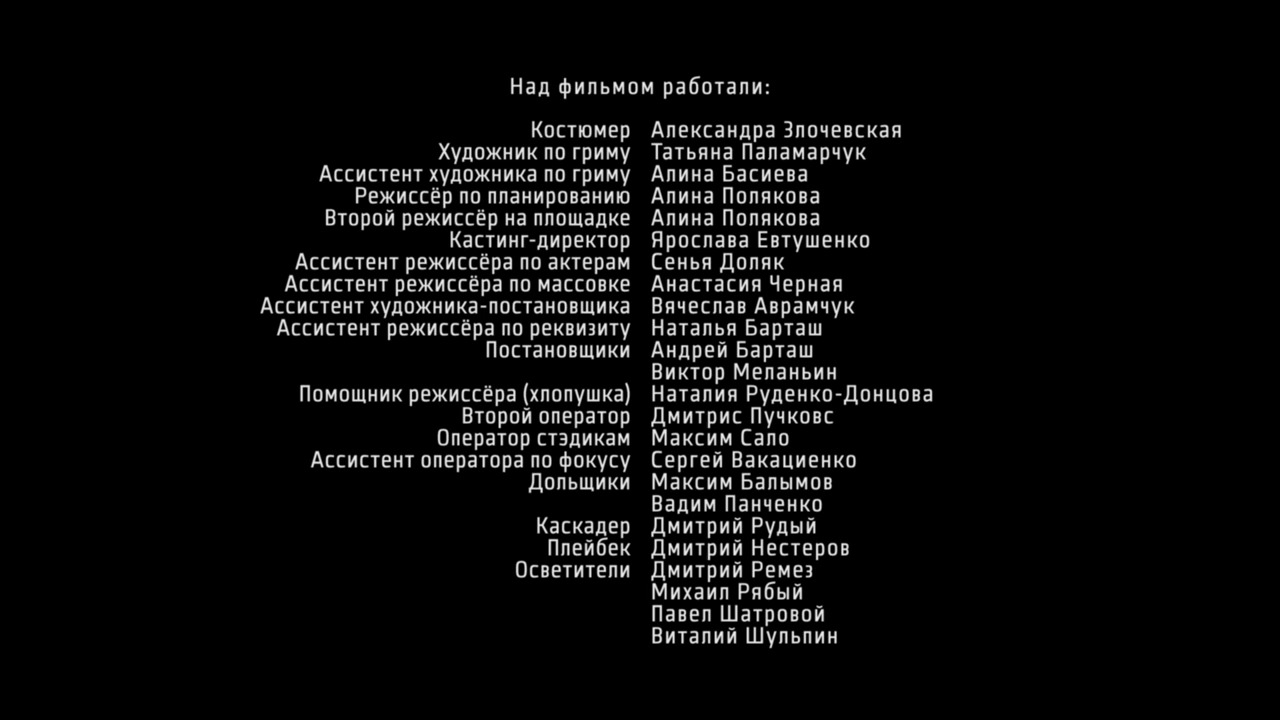 Над фильмом работали:
Костюмер Александра Злочевская
Художник по гриму Татьяна Паламарчук
Ассистент художника по гриму Алина Басиева
Режиссёр по планированию Алина Полякова
Второй режиссёр на площадке Алина Полякова
Кастинг-директор Ярослава Евтушенко
Ассистент режиссёра по актерам Сенья Доляк
Ассистент режиссёра по массовке Анастасия Черная
Ассистент художника-постановщика Вячеслав Аврамчук
Ассистент режиссёра по реквизиту Наталья Барташ
Постановщики Андрей Барташ
Виктор Меланьин
Помощник режиссёра (хлопушка) Наталия Руденко-Донцова
Второй оператор Дмитрис Пучковс
Оператор стэдикам Максим Сало
Ассистент оператора по фокусу Сергей Вакациенко
Дольщики Максим Балымов
Вадим Панченко
Каскадер Дмитрий Рудый
Плейбек Дмитрий Нестеров
Осветители Дмитрий Ремез
Михаил Рябый
Павел Шатровой
Виталий Шульпин